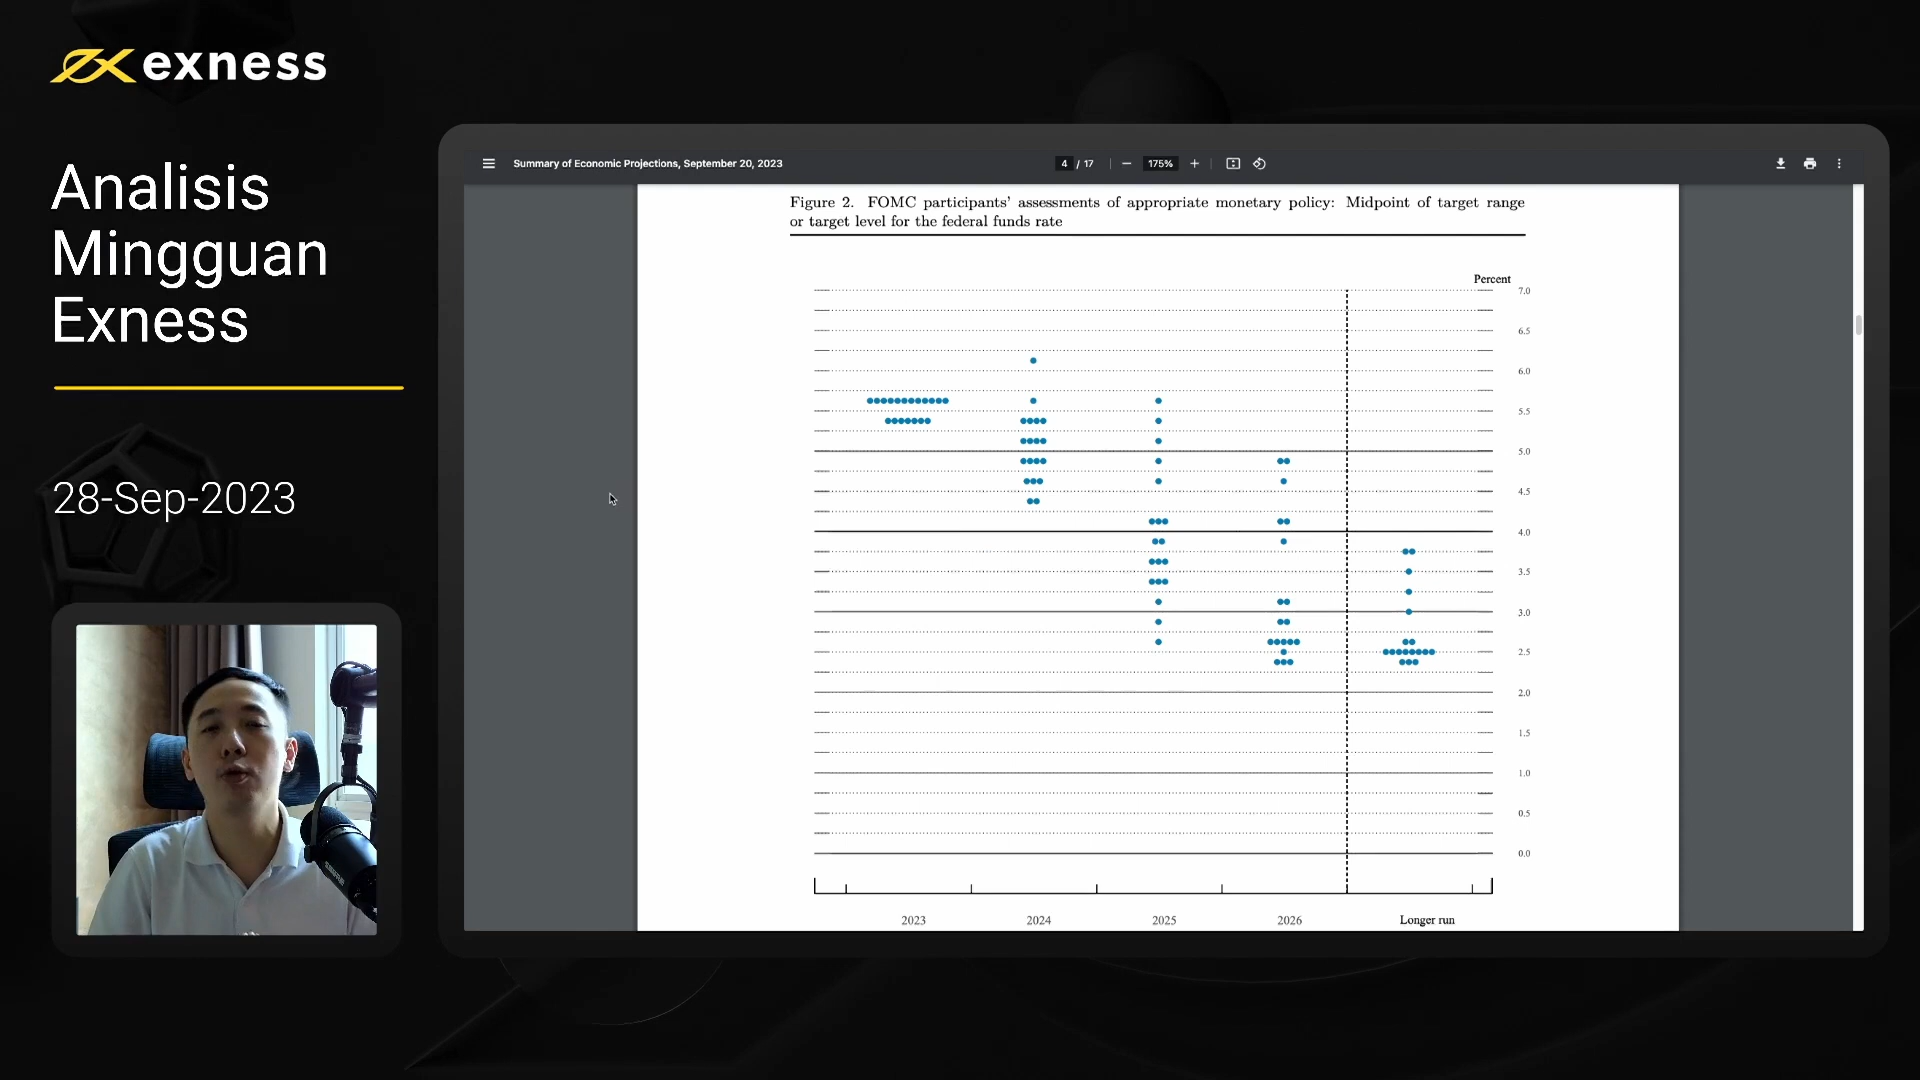 exness
Analisis
Mingguan
Exness
28-Sep-2023
Summary of Economic Projections, September 20, 2023
4 / 17
175%
Figure 2. FOMC participants’ assessments of appropriate monetary policy: Midpoint of target range
or target level for the federal funds rate
Percent
7.0
6.5
6.0
5.5
5.0
4.5
4.0
3.5
3.0
2.5
2.0
1.5
1.0
0.5
0.0
2023 2024 2025 2026 Longer run